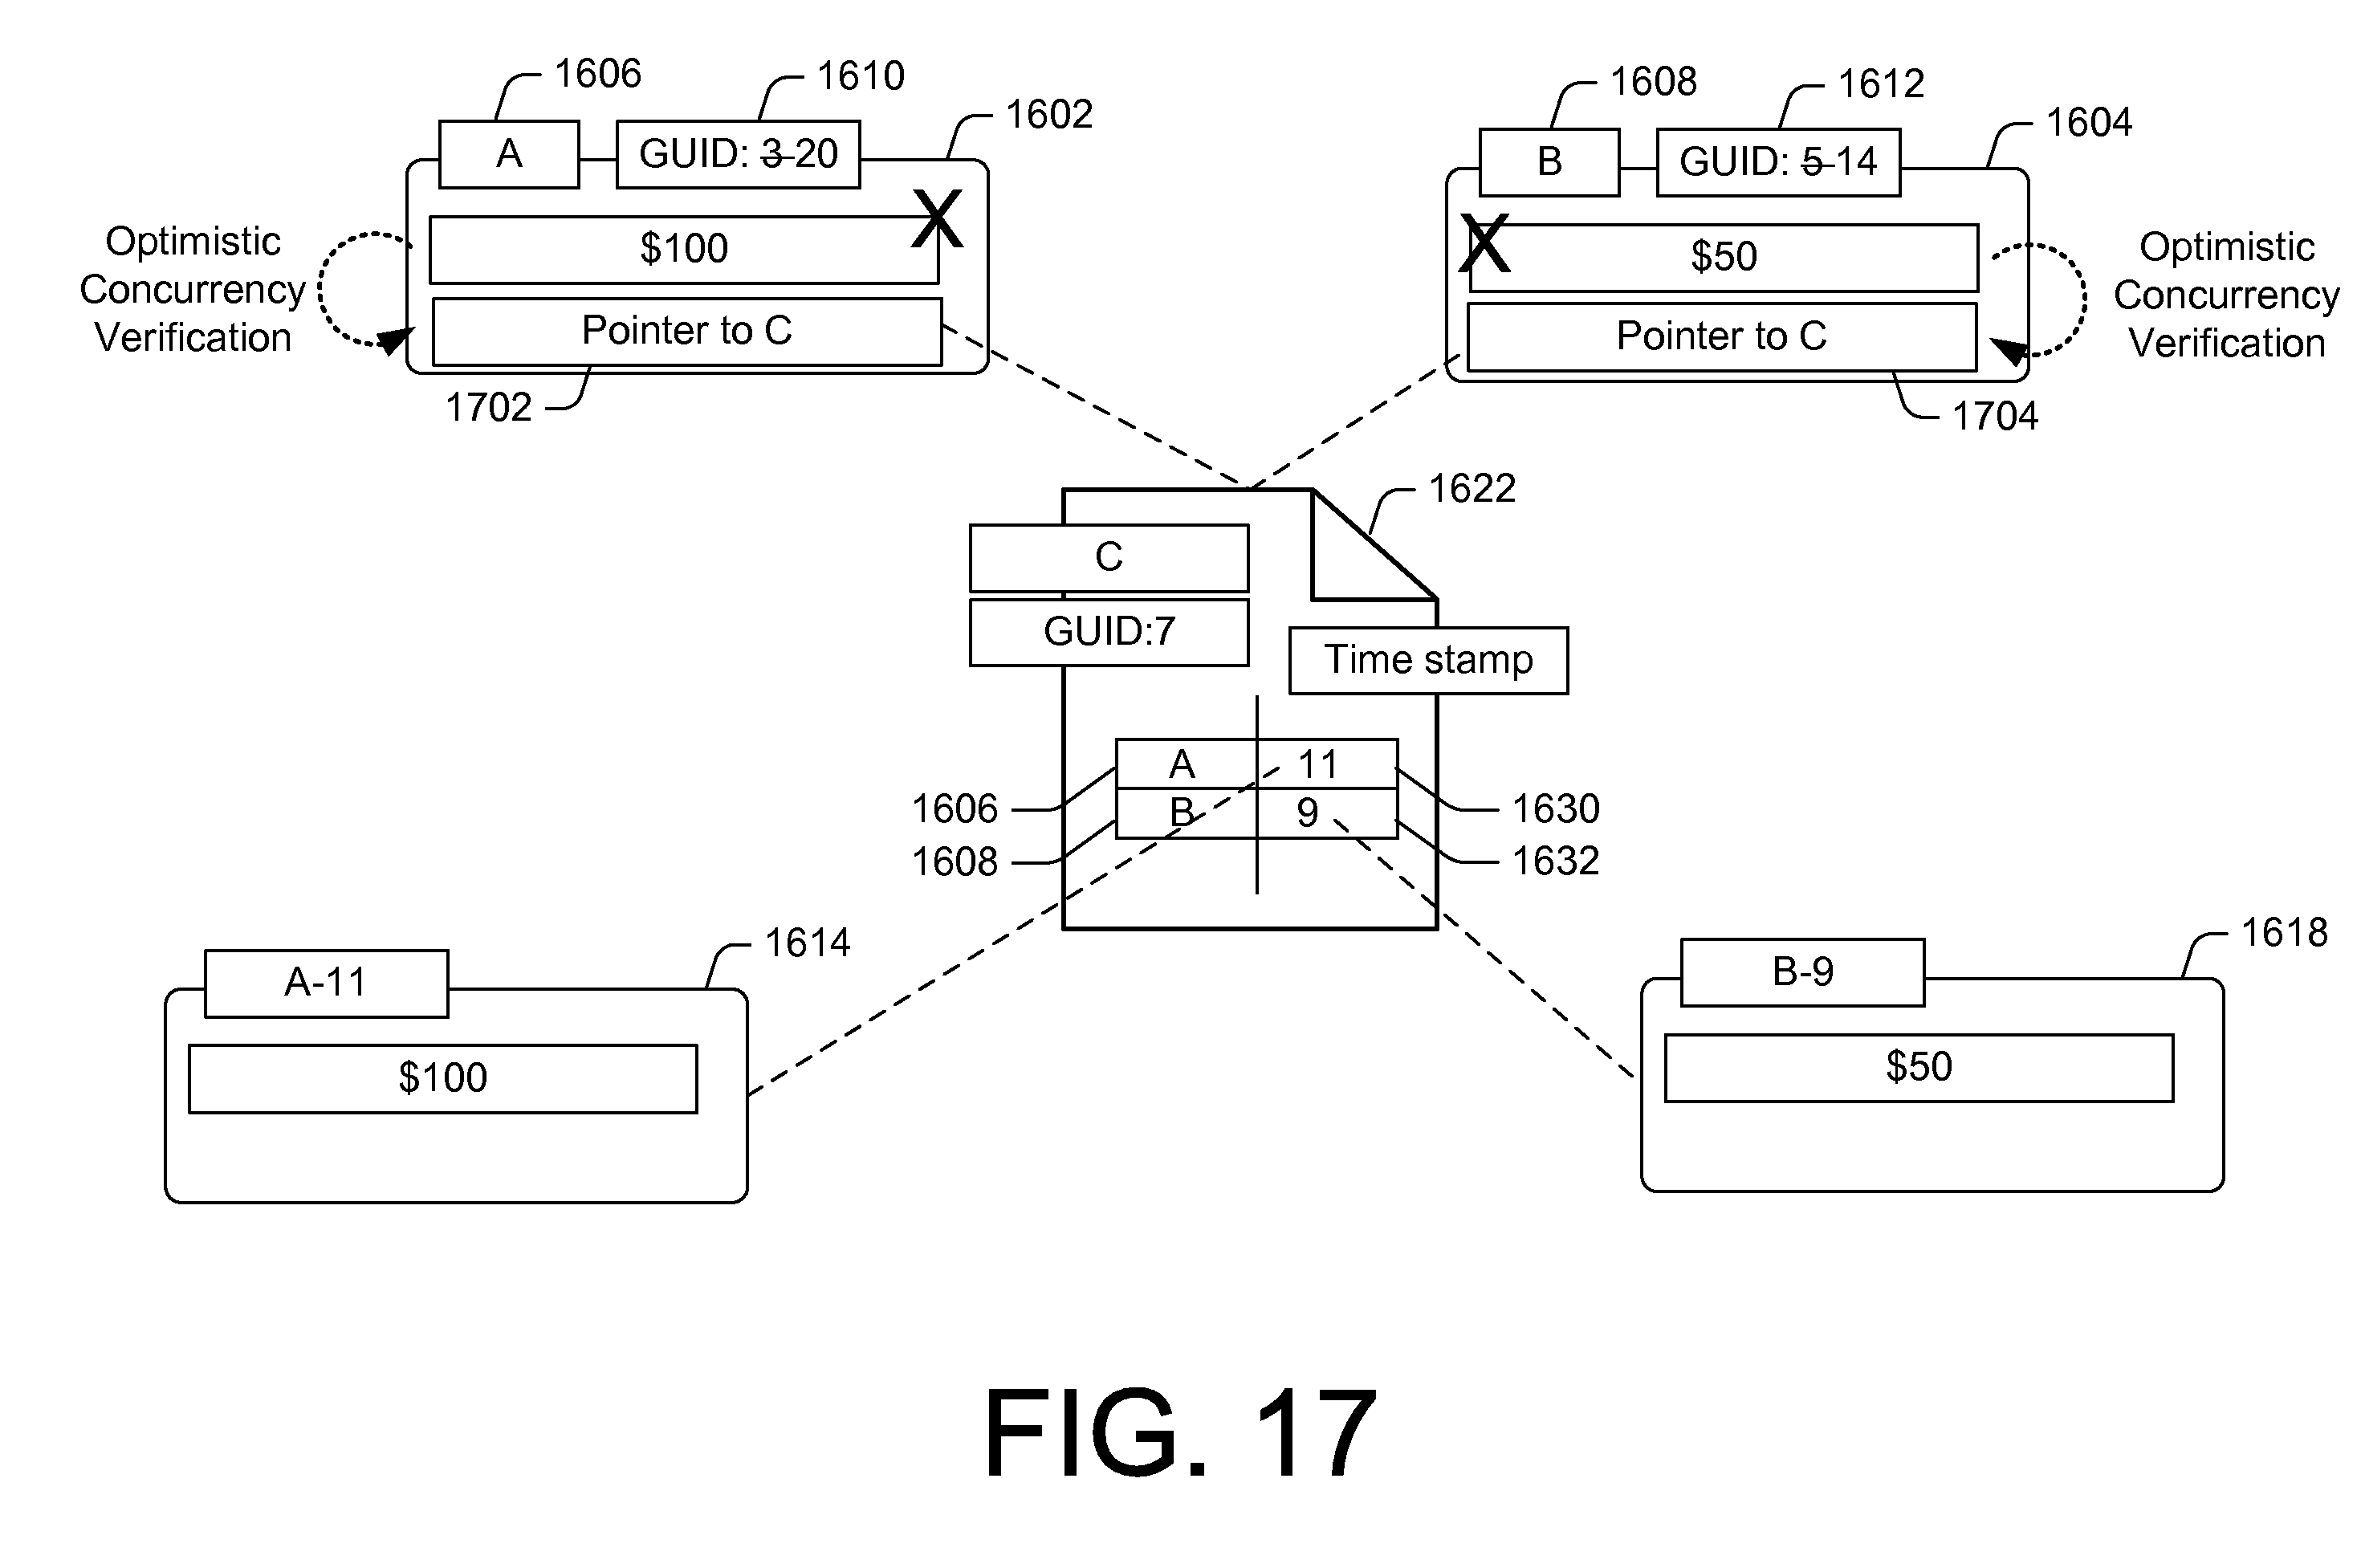 1606
1610
1602
A
GUID: 3 20
X
$100
Optimistic
Concurrency
Verification
Pointer to C
1702
1608
1612
1604
B
GUID: 5 14
X
$50
Optimistic
Concurrency
Verification
Pointer to C
1704
1622
C
GUID:7
Time stamp
A 11
B 9
1606
1608
1630
1632
1614
A-11
$100
1618
B-9
$50
FIG. 17